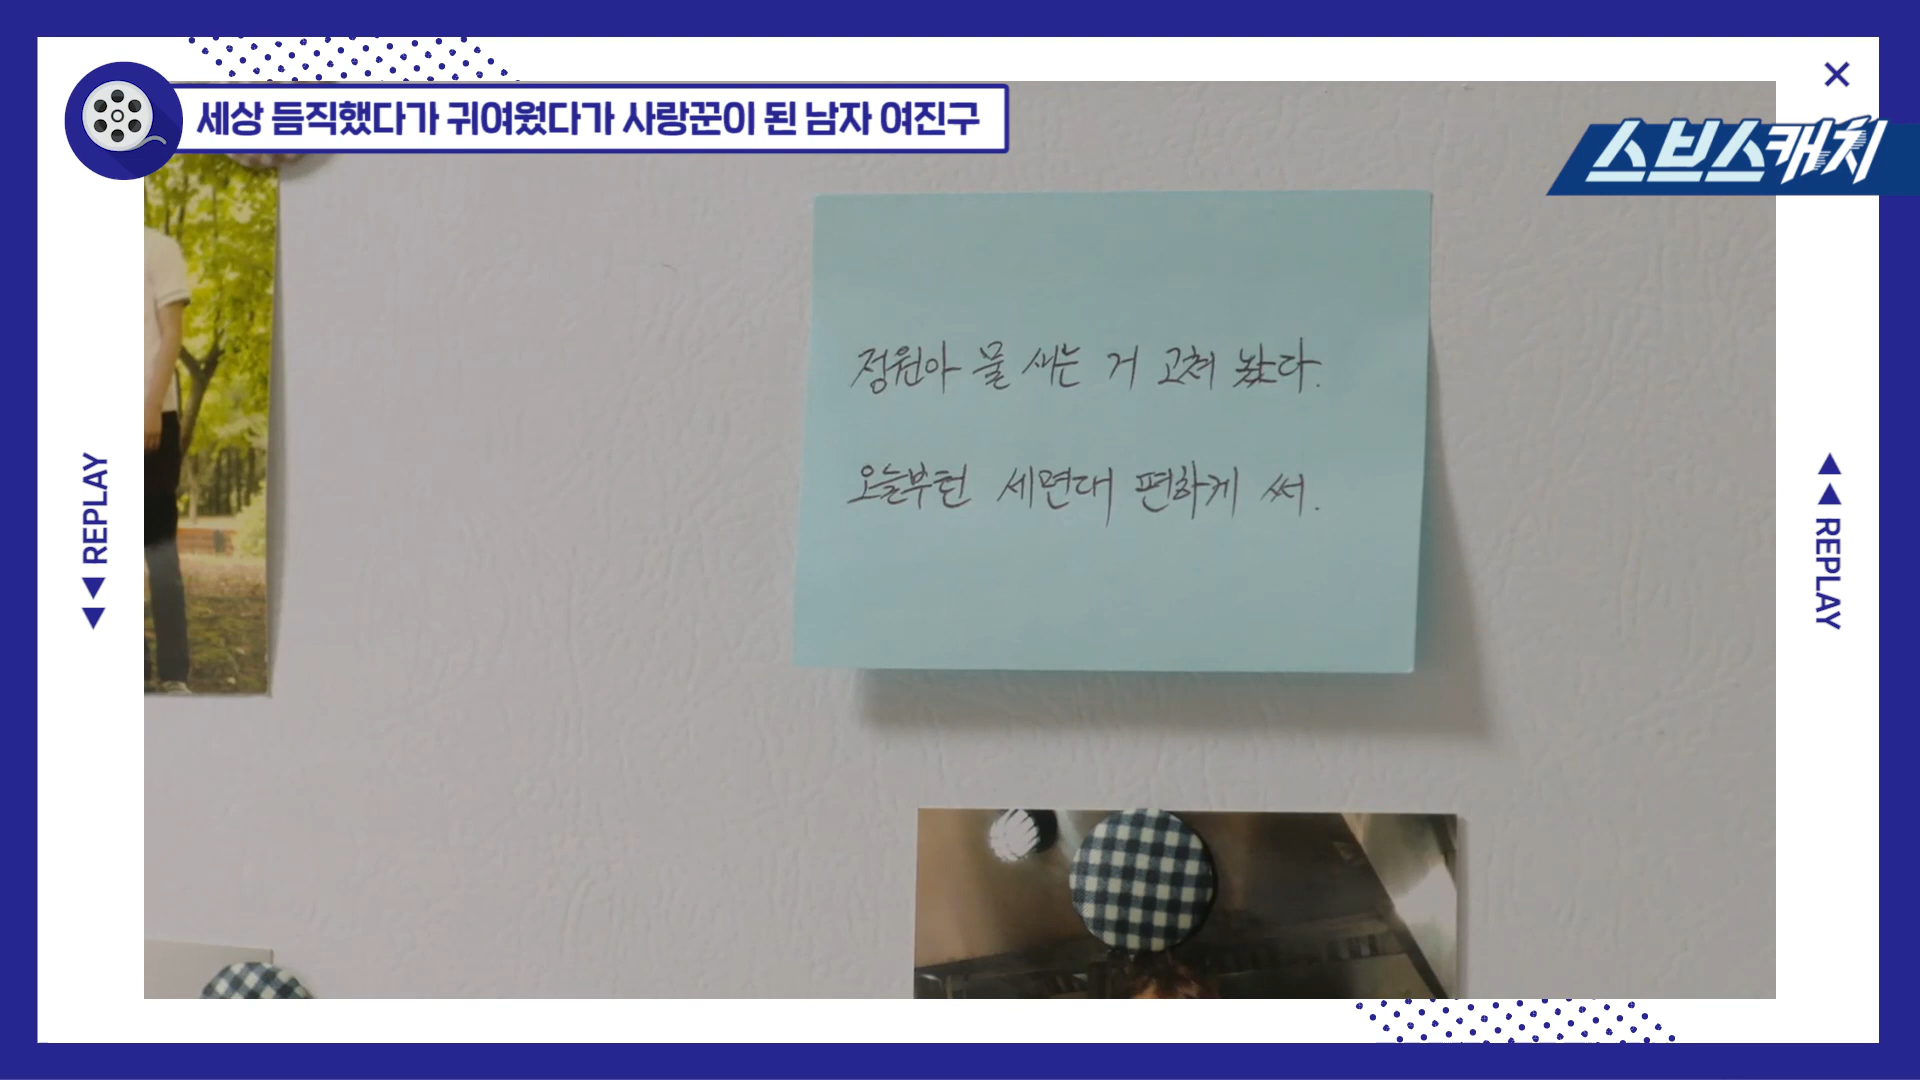 세상 듬직했다가 귀여웠다가 사랑꾼이 된 남자 여진구
스브스캐치
정원아 물 새는 거 고쳐 놨다.
오늘부턴 세면대 편하게 써.
REPLAY
REPLAY